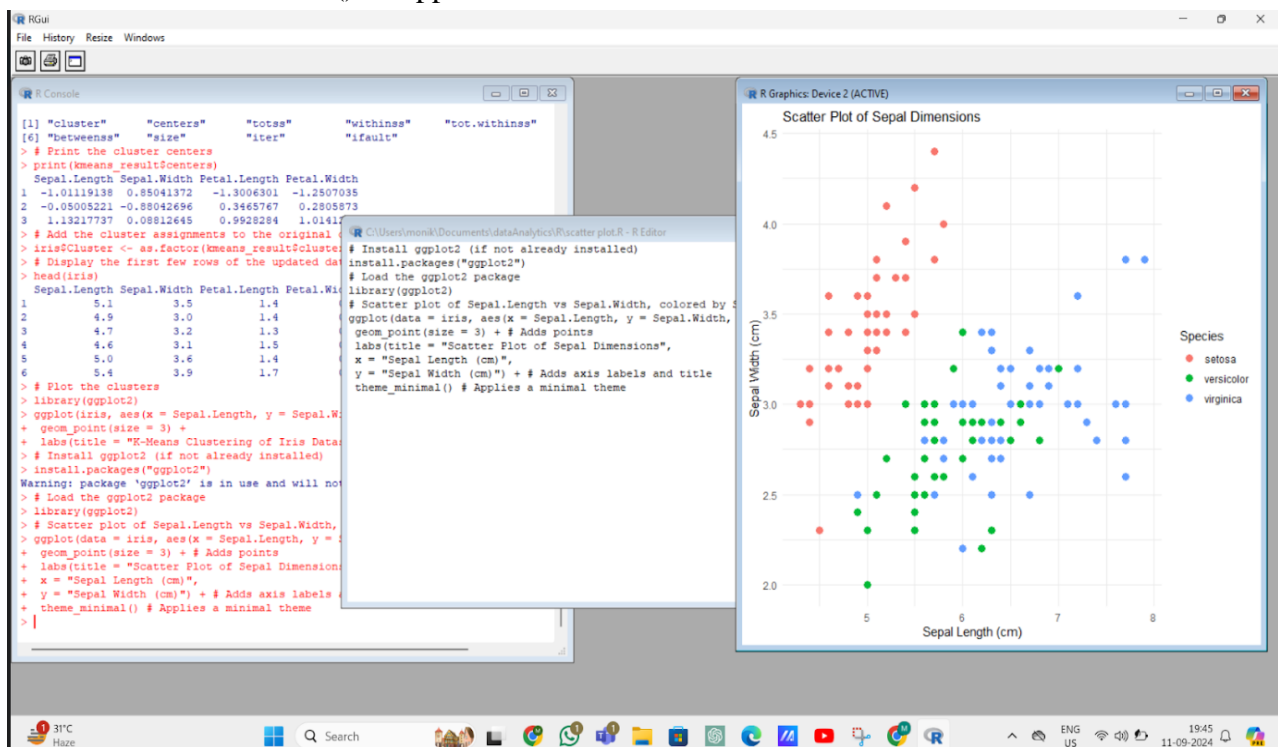 RGui
File History Resize Windows
R Console
[1] "cluster" "centers" "totss" "withinss" "tot.withinss"
[6] "betweenss" "size" "iter" "ifault"
> # Print the cluster centers
> print(kmeans_result$centers)
Sepal.Length Sepal.Width Petal.Length Petal.Width
1 -1.01119138 0.85041372 -1.3006301 -1.2507035
2 -0.05005221 -0.88042696 0.3465767 0.2805873
3 1.13217737 0.08812645 0.9928284 1.0141
> # Add the cluster assignments to the original
> iris$Cluster <- as.factor(kmeans_result$cluste
> # Display the first few rows of the updated da
> head(iris)
Sepal.Length Sepal.Width Petal.Length Petal.Wi
1 5.1 3.5 1.4
2 4.9 3.0 1.4
3 4.7 3.2 1.3
4 4.6 3.1 1.5
5 5.0 3.6 1.4
6 5.4 3.9 1.7
> # Plot the clusters
> library(ggplot2)
> ggplot(iris, aes(x = Sepal.Length, y = Sepal.W
+ geom_point(size = 3) +
+ labs(title = "K-Means Clustering of Iris Datas
> # Install ggplot2 (if not already installed)
> install.packages("ggplot2")
Warning: package 'ggplot2' is in use and will no
> # Load the ggplot2 package
> library(ggplot2)
> # Scatter plot of Sepal.Length vs Sepal.Width,
> ggplot(data = iris, aes(x = Sepal.Length, y =
+ geom_point(size = 3) + # Adds points
+ labs(title = "Scatter Plot of Sepal Dimension
+ x = "Sepal Length (cm)",
+ y = "Sepal Width (cm)") + # Adds axis labels
+ theme_minimal() # Applies a minimal theme
>
C:\Users\monik\Documents\dataAnalytics\R\scatter plot.R - R Editor
# Install ggplot2 (if not already installed)
install.packages("ggplot2")
# Load the ggplot2 package
library(ggplot2)
# Scatter plot of Sepal.Length vs Sepal.Width, colored by
ggplot(data = iris, aes(x = Sepal.Length, y = Sepal.Width,
geom_point(size = 3) + # Adds points
labs(title = "Scatter Plot of Sepal Dimensions",
x = "Sepal Length (cm)",
y = "Sepal Width (cm)") + # Adds axis labels and title
theme_minimal() # Applies a minimal theme
R Graphics: Device 2 (ACTIVE)
Scatter Plot of Sepal Dimensions
4.5
4.0
3.5
3.0
2.5
2.0
Sepal Width (cm)
5 6 7 8
Sepal Length (cm)
Species
setosa
versicolor
virginica
1
31°C
Haze
Search
ENG
US
19:45
11-09-2024